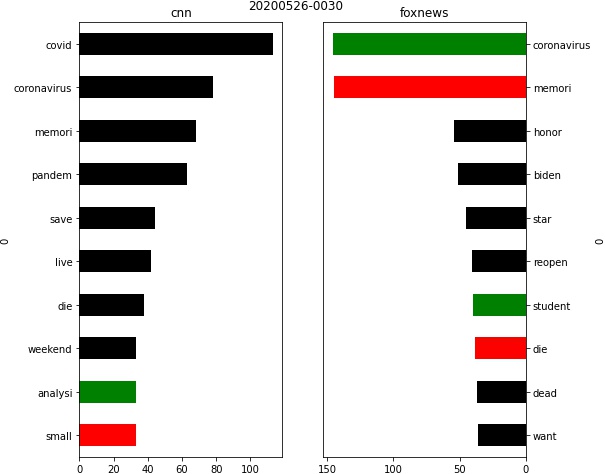 20200526-0030
cnn
foxnews
covid
coronavirus
memori
pandem
save
live
die
weekend
analysi
small
0
0 20 40 60 80 100
coronavirus
memori
honor
biden
star
reopen
student
die
dead
want
0
150 100 50 0